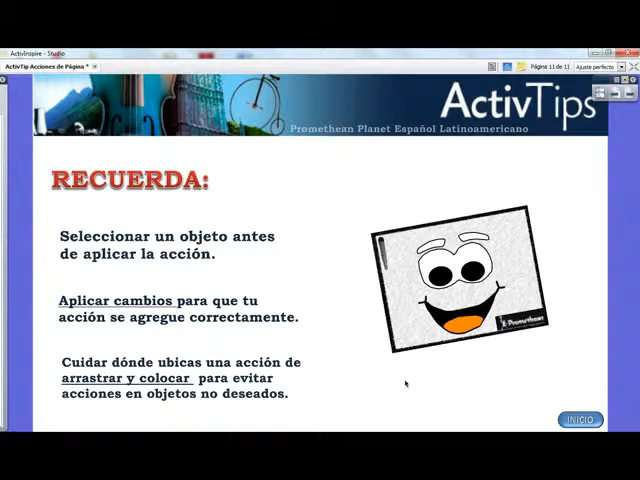 ActivInspire - Studio
ActivTip Acciones de Página *
Página 11 de 11
Ajuste perfecto
ActivTips
Promethean Planet Español Latinoamericano
RECUERDA:
Seleccionar un objeto antes
de aplicar la acción.
Aplicar cambios para que tu
acción se agregue correctamente.
Cuidar dónde ubicas una acción de
arrastrar y colocar para evitar
acciones en objetos no deseados.
Promethean
INICIO